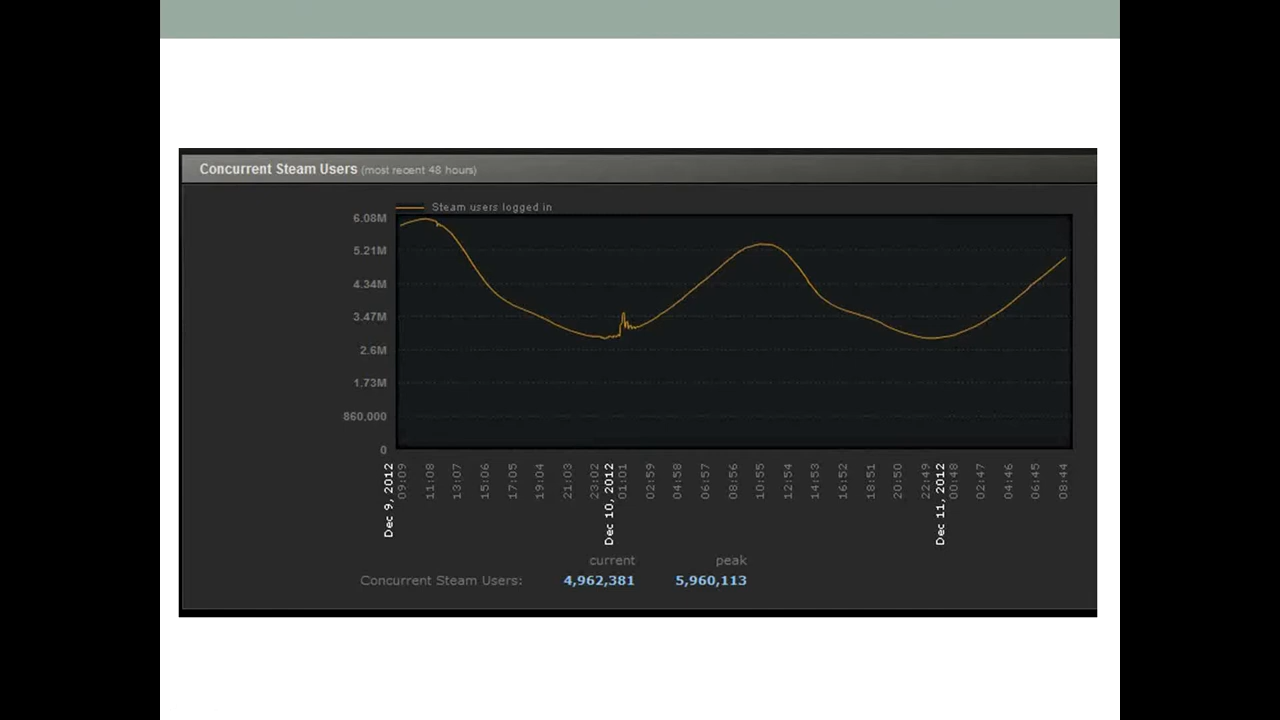 Concurrent Steam Users (most recent 48 hours)
Steam users logged in
6.08M
5.21M
4.34M
3.47M
2.6M
1.73M
860,000
0
Dec 9, 2012
09:09
11:08
13:07
15:06
17:05
19:04
21:03
23:02
Dec 10, 2012
01:01
02:59
04:58
06:57
08:56
10:55
12:54
14:53
16:52
18:51
20:50
22:49
Dec 11, 2012
00:48
02:47
04:46
06:45
08:44
current peak
Concurrent Steam Users: 4,962,381 5,960,113